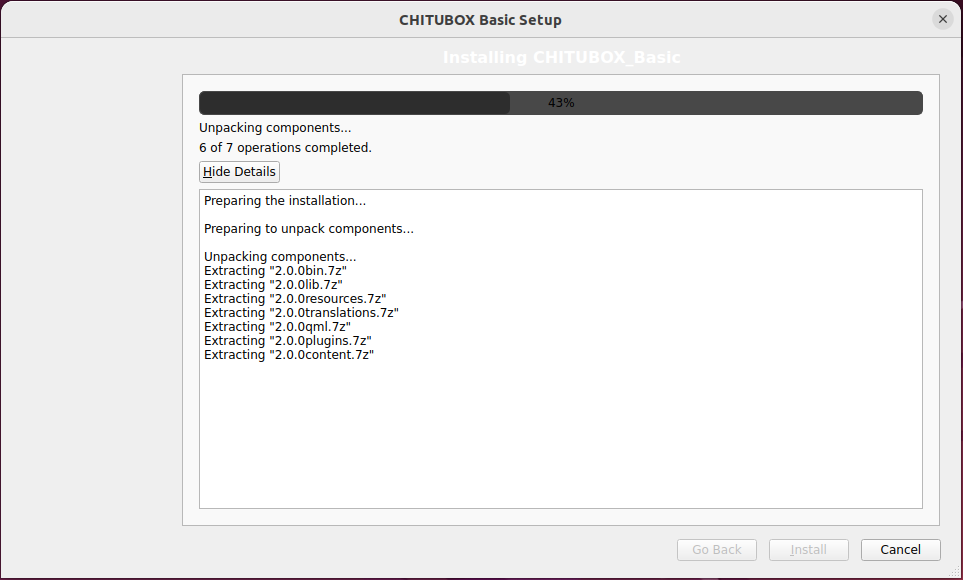 CHITUBOX Basic Setup
Installing CHITUBOX_Basic
43%
Unpacking components...
6 of 7 operations completed.
Hide Details
Preparing the installation...
Preparing to unpack components...
Unpacking components...
Extracting "2.0.0bin.7z"
Extracting "2.0.0lib.7z"
Extracting "2.0.0resources.7z"
Extracting "2.0.0translations.7z"
Extracting "2.0.0qml.7z"
Extracting "2.0.0plugins.7z"
Extracting "2.0.0content.7z"
Go Back
Install
Cancel